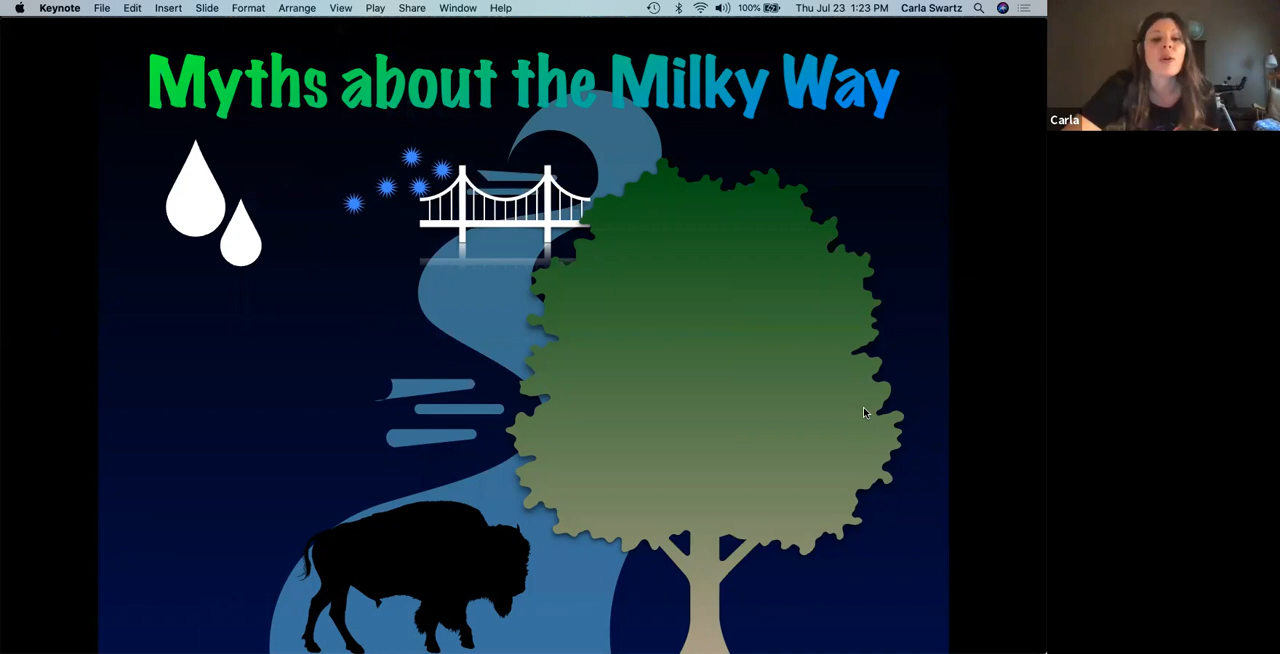 Keynote File Edit Insert Slide Format Arrange View Play Share Window Help 100% Thu Jul 23 1:23 PM Carla Swartz
Myths about the Milky Way
Carla